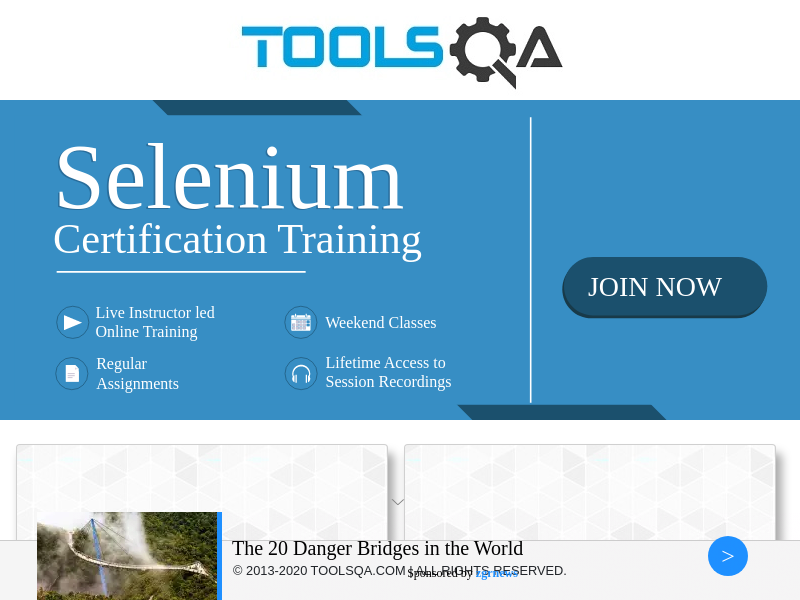 TOOLSQA
Selenium
Certification Training
Live Instructor led
Online Training
Weekend Classes
Regular
Assignments
Lifetime Access to
Session Recordings
JOIN NOW
The 20 Danger Bridges in the World
>
© 2013-2020 TOOLSQA.COM | ALL RIGHTS RESERVED.
Sponsored by zgrnews